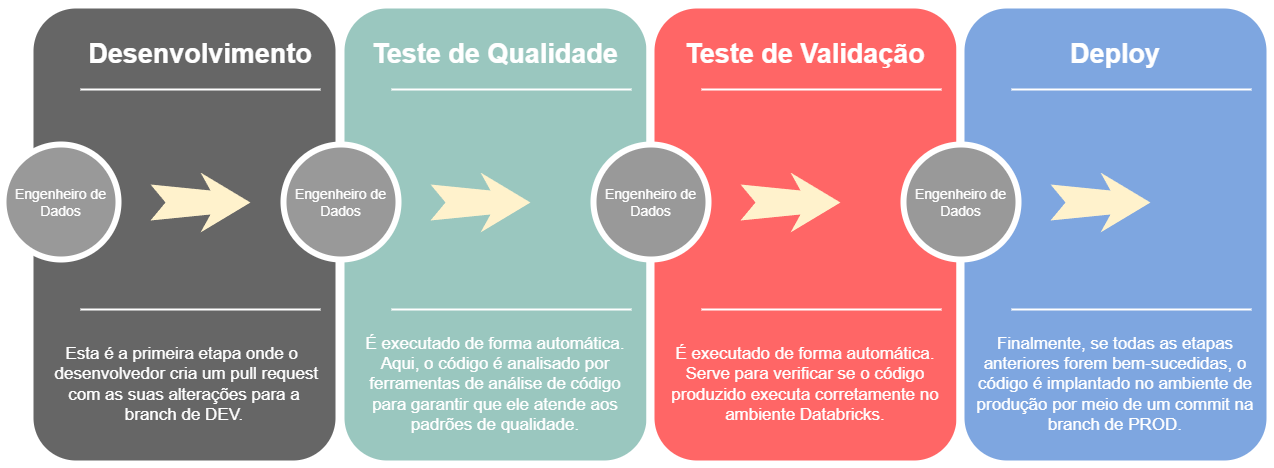 Desenvolvimento
Engenheiro de
Dados
Esta é a primeira etapa onde o
desenvolvedor cria um pull request
com as suas alterações para a
branch de DEV.
Teste de Qualidade
Engenheiro de
Dados
É executado de forma automática.
Aqui, o código é analisado por
ferramentas de análise de código
para garantir que ele atende aos
padrões de qualidade.
Teste de Validação
Engenheiro de
Dados
É executado de forma automática.
Serve para verificar se o código
produzido executa corretamente no
ambiente Databricks.
Deploy
Engenheiro de
Dados
Finalmente, se todas as etapas
anteriores forem bem-sucedidas, o
código é implantado no ambiente de
produção por meio de um commit na
branch de PROD.